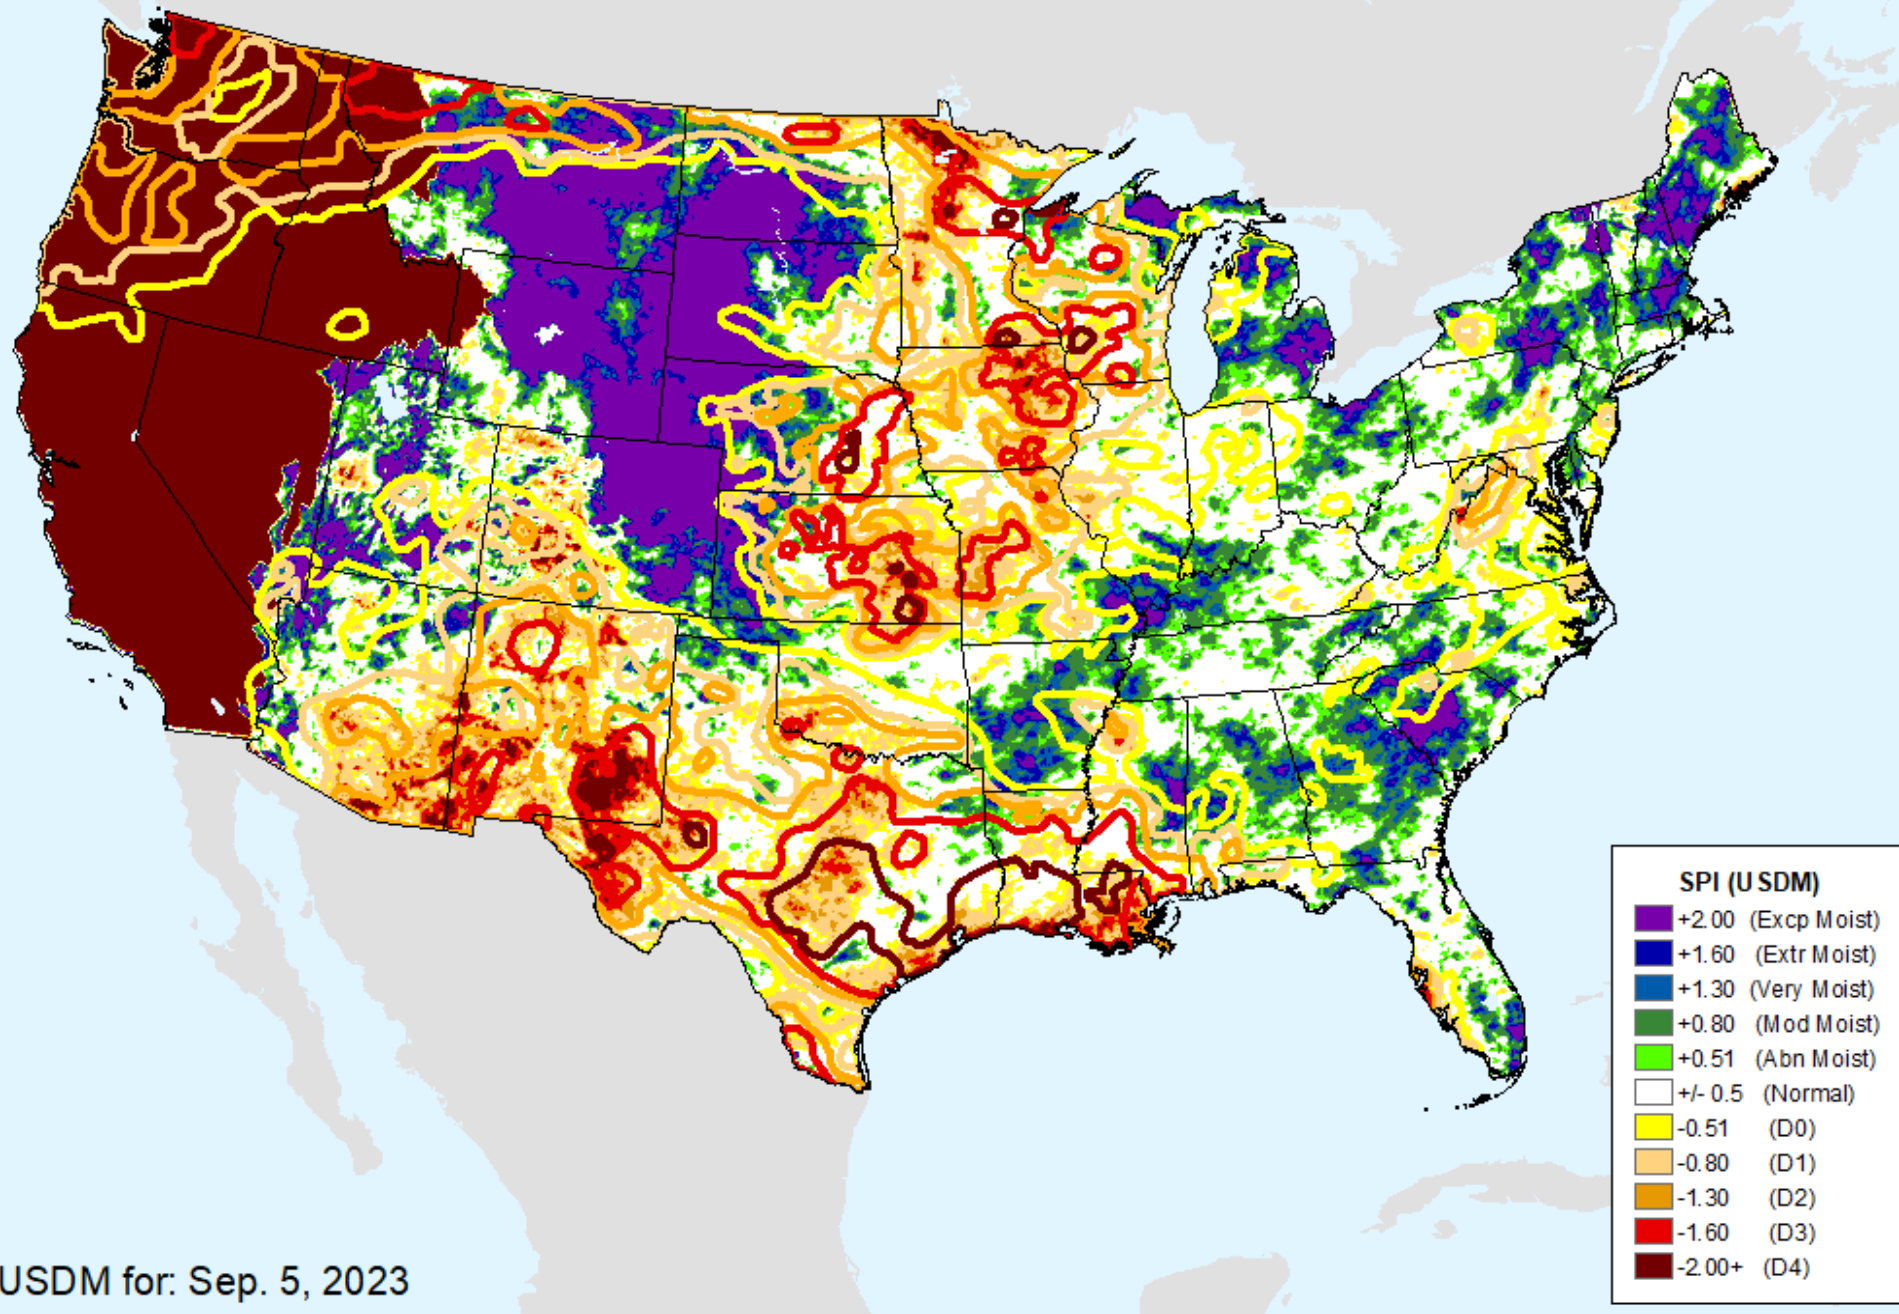 SPI (USDM)
+2.00 (Excp Moist)
+1.60 (Extr Moist)
+1.30 (Very Moist)
+0.80 (Mod Moist)
+0.51 (Abn Moist)
+/- 0.5 (Normal)
-0.51 (D0)
-0.80 (D1)
-1.30 (D2)
-1.60 (D3)
-2.00+ (D4)
USDM for: Sep. 5, 2023